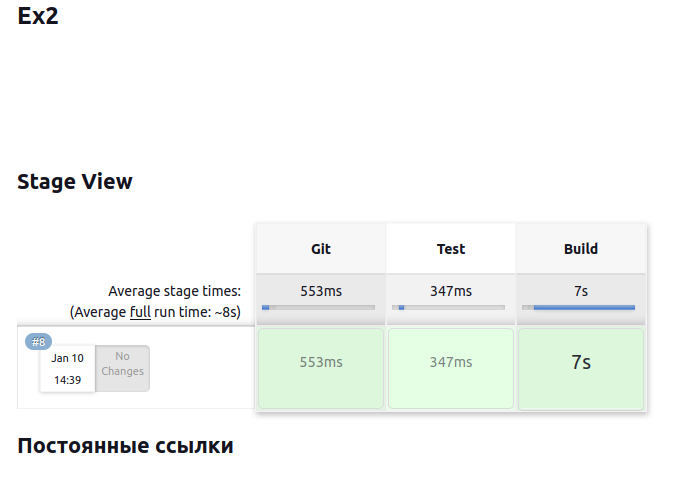 Ex2
Stage View
Git Test Build
Average stage times: 553ms 347ms 7s
(Average full run time: ~8s)
#8
Jan 10
14:39
No
Changes
553ms 347ms 7s
Постоянные ссылки